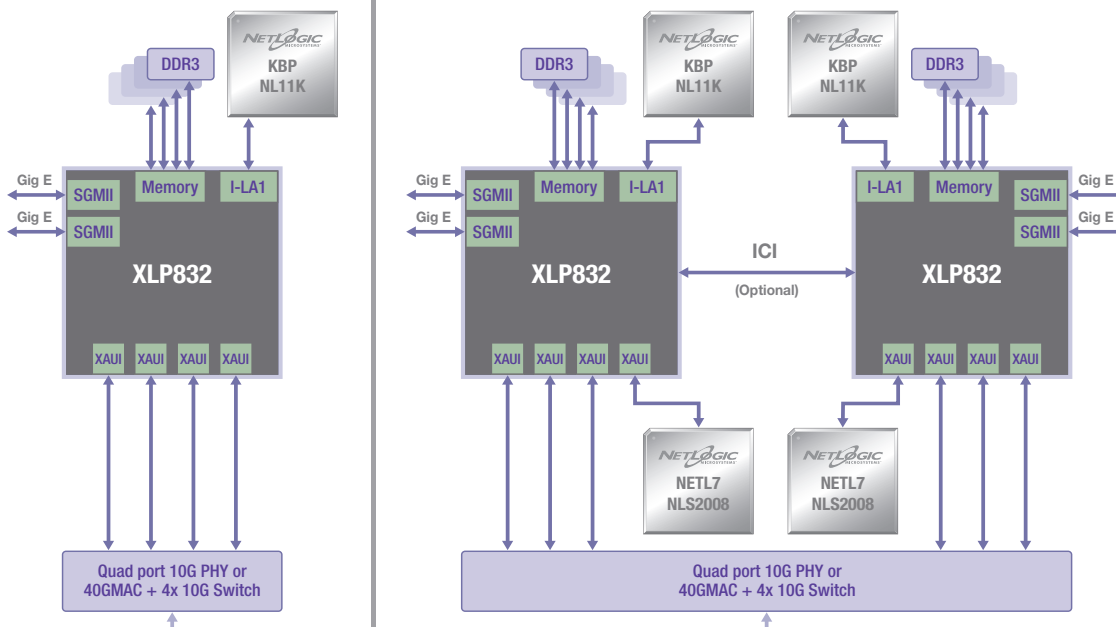 NETLOGIC
MICROSYSTEMS
KBP
NL11K
DDR3
Gig E
SGMII
Memory
I-LA1
Gig E
SGMII
XLP832
XAUI XAUI XAUI XAUI
Quad port 10G PHY or
40GMAC + 4x 10G Switch
DDR3
NETLOGIC
MICROSYSTEMS
KBP
NL11K
NETLOGIC
MICROSYSTEMS
KBP
NL11K
DDR3
Gig E
SGMII
Memory
I-LA1
Gig E
SGMII
XLP832
XAUI XAUI XAUI XAUI
ICI
(Optional)
I-LA1
Memory
SGMII
Gig E
SGMII
Gig E
XLP832
XAUI XAUI XAUI XAUI
NETLOGIC
MICROSYSTEMS
NETL7
NLS2008
NETLOGIC
MICROSYSTEMS
NETL7
NLS2008
Quad port 10G PHY or
40GMAC + 4x 10G Switch